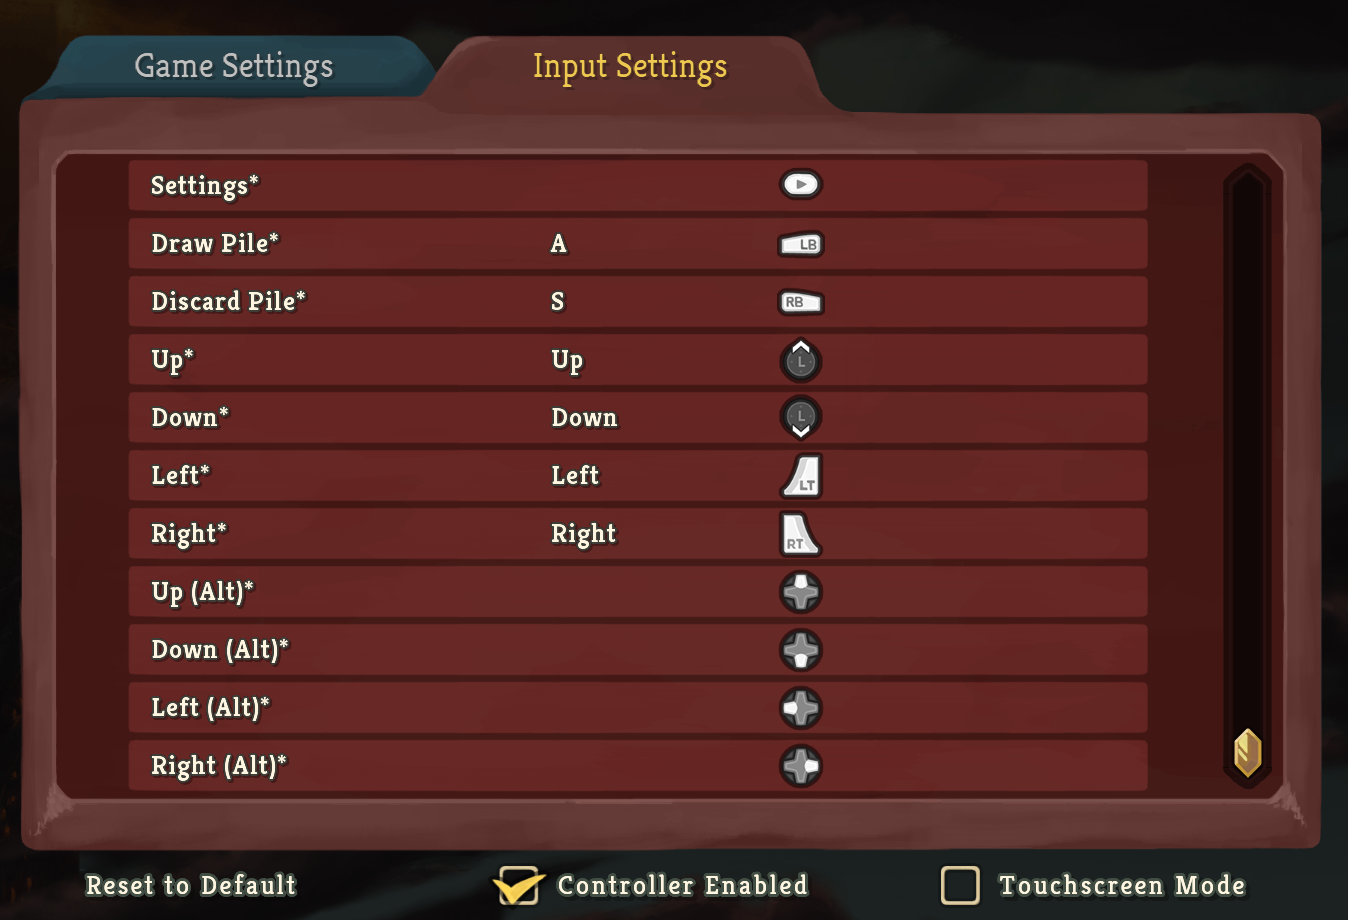 Game Settings
Input Settings
Settings*
Draw Pile* A LB
Discard Pile* S RB
Up* Up L
Down* Down L
Left* Left LT
Right* Right RT
Up (Alt)*
Down (Alt)*
Left (Alt)*
Right (Alt)*
Reset to Default
Controller Enabled
Touchscreen Mode